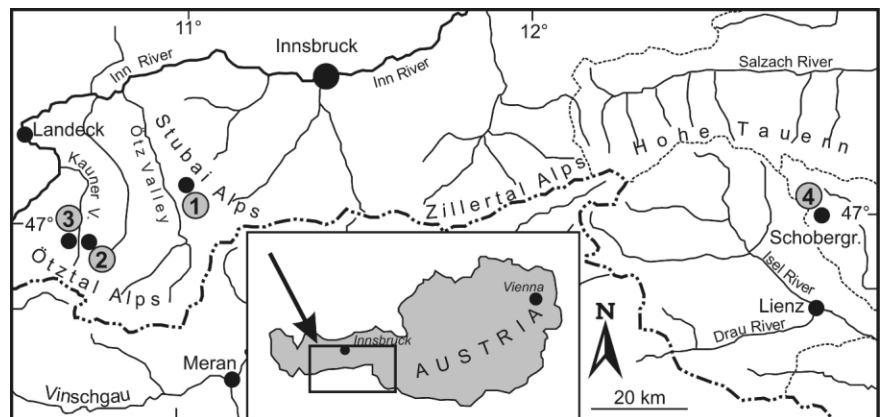 11°
12°
Innsbruck
Inn River
Inn River
Salzach River
Landeck
Kauner V.
Ötz Valley
Stubai Alps
Hohe Tauenn
Zillertal Alps
1
2
3
4
47°
47°
Schobergr.
Ötztal Alps
Isel River
Lienz
Drau River
Meran
Vinschgau
Vienna
Innsbruck
AUSTRIA
N
20 km